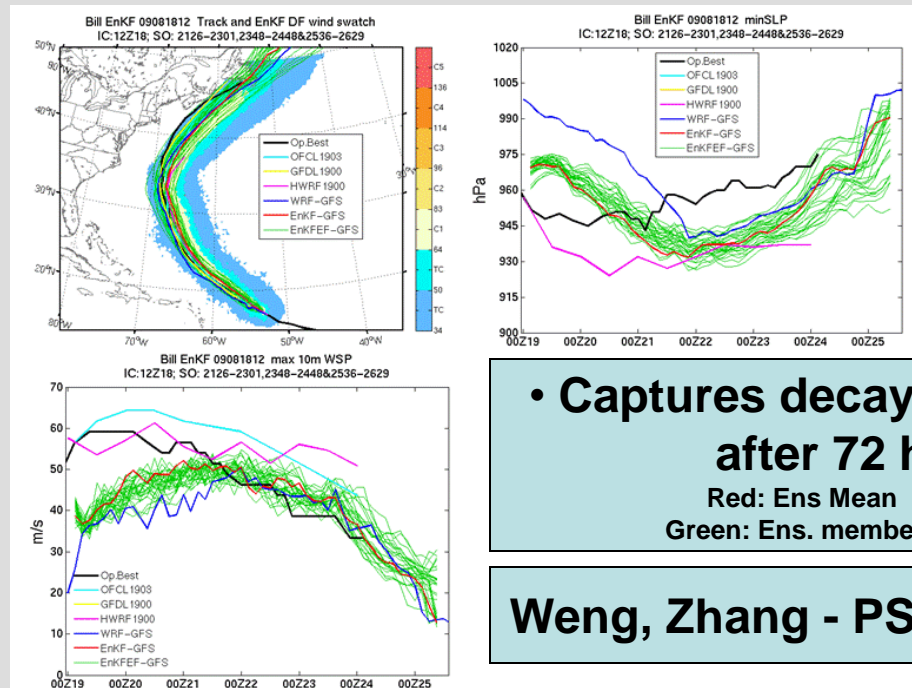 Bill EnKF 09081812 Track and EnKF DF wind swatch
IC:12Z18; SO: 2126-2301,2348-2448&2536-2629
50°N
90°
40°N
30°N
20°N
80°W
70°W
60°W
50°W
40°W
30°
Op.Best
OFCL1903
GFDL1900
HWRF1900
WRF-GFS
EnKF-GFS
EnKFEF-GFS
C5
136
C4
114
C3
96
C2
83
C1
64
TC
50
TC
34
Bill EnKF 09081812 minSLP
IC:12Z18; SO: 2126-2301,2348-2448&2536-2629
hPa
1020
1005
990
975
960
945
930
915
900
Op.Best
OFCL1903
GFDL1900
HWRF1900
WRF-GFS
EnKF-GFS
EnKFEF-GFS
00Z19 00Z20 00Z21 00Z22 00Z23 00Z24 00Z25
Bill EnKF 09081812 max 10m WSP
IC:12Z18; SO: 2126-2301,2348-2448&2536-2629
m/s
70
60
50
40
30
20
10
0
Op.Best
OFCL1903
GFDL1900
HWRF1900
WRF-GFS
EnKF-GFS
EnKFEF-GFS
00Z19 00Z20 00Z21 00Z22 00Z23 00Z24 00Z25
• Captures decay
after 72 h
Red: Ens Mean
Green: Ens. membe
Weng, Zhang - PS